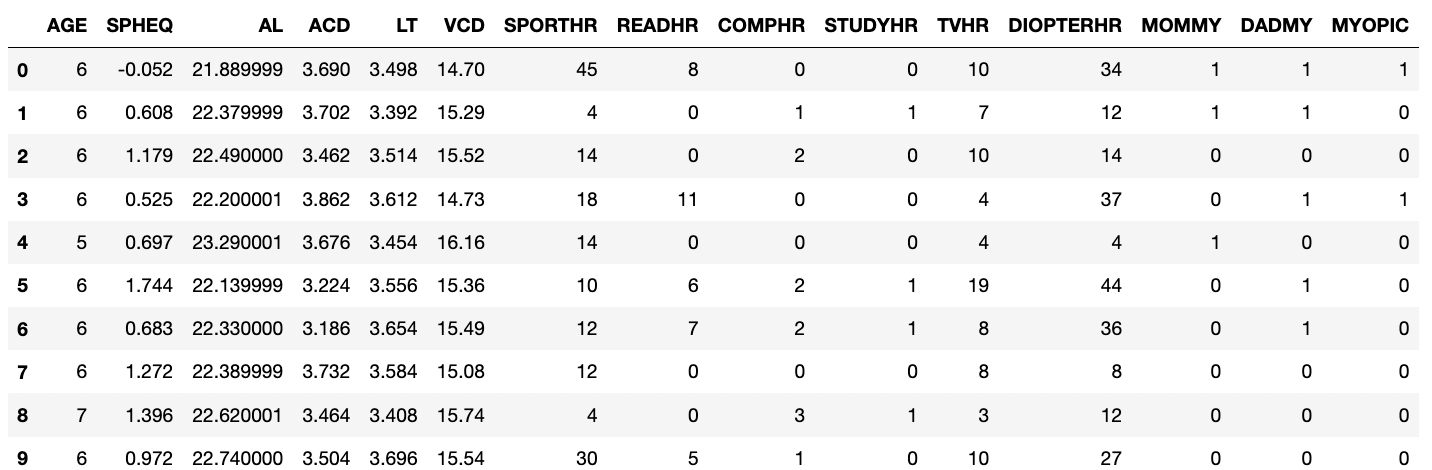 AGE SPHEQ AL ACD LT VCD SPORTHR READHR COMPHR STUDYHR TVHR DIOPTERHR MOMMY DADMY MYOPIC
0 6 -0.052 21.889999 3.690 3.498 14.70 45 8 0 0 10 34 1 1 1
1 6 0.608 22.379999 3.702 3.392 15.29 4 0 1 1 7 12 1 1 0
2 6 1.179 22.490000 3.462 3.514 15.52 14 0 2 0 10 14 0 0 0
3 6 0.525 22.200001 3.862 3.612 14.73 18 11 0 0 4 37 0 1 1
4 5 0.697 23.290001 3.676 3.454 16.16 14 0 0 0 4 4 1 0 0
5 6 1.744 22.139999 3.224 3.556 15.36 10 6 2 1 19 44 0 1 0
6 6 0.683 22.330000 3.186 3.654 15.49 12 7 2 1 8 36 0 1 0
7 6 1.272 22.389999 3.732 3.584 15.08 12 0 0 0 8 8 0 0 0
8 7 1.396 22.620001 3.464 3.408 15.74 4 0 3 1 3 12 0 0 0
9 6 0.972 22.740000 3.504 3.696 15.54 30 5 1 0 10 27 0 0 0